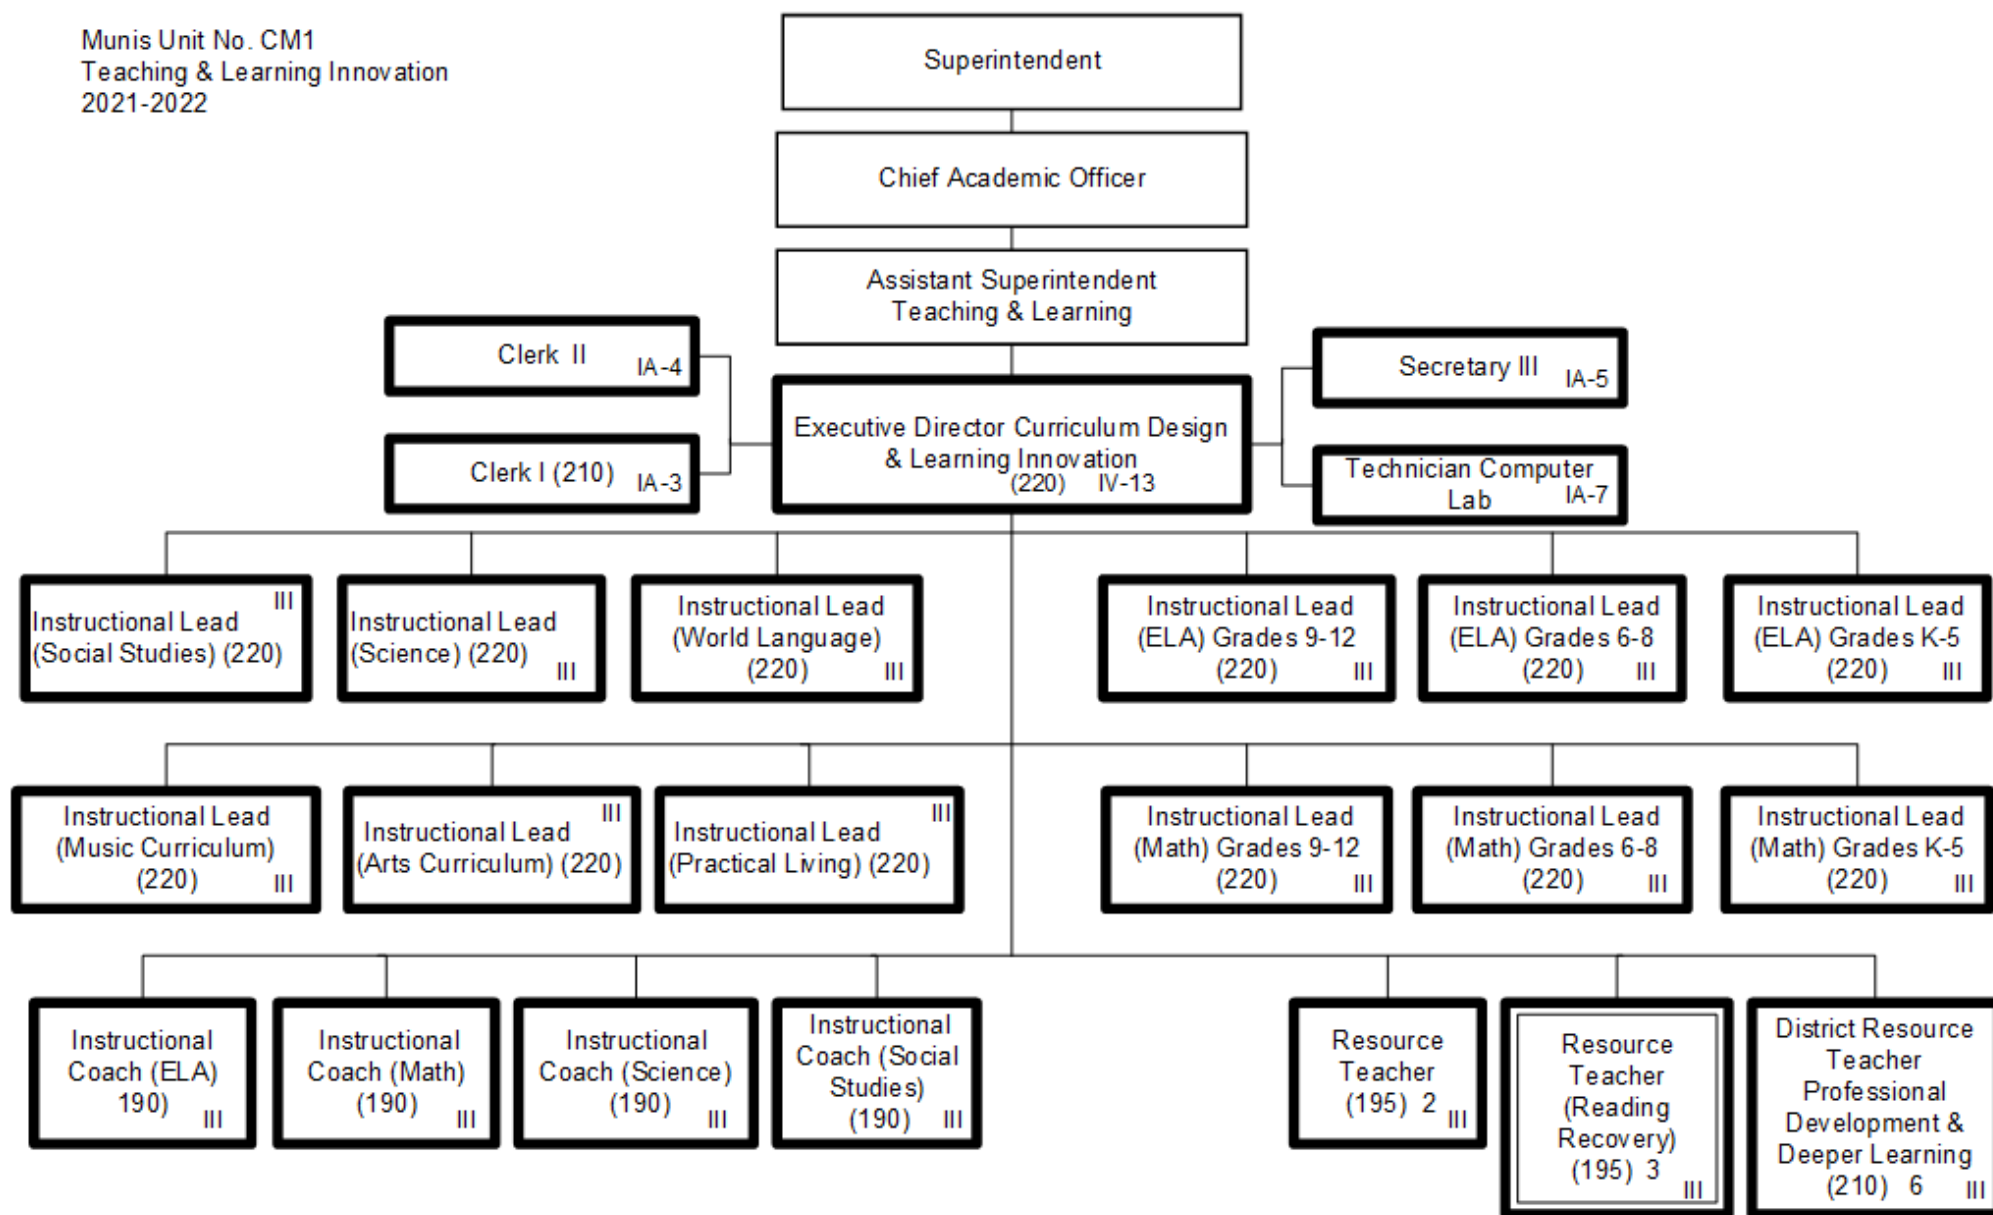 Munis Unit No. CM1
Teaching & Learning Innovation
2021-2022
Superintendent
Chief Academic Officer
Assistant Superintendent
Teaching & Learning
Clerk II
IA-4
Secretary III
IA-5
Executive Director Curriculum Design
& Learning Innovation
(220) IV-13
Clerk I (210)
IA-3
Technician Computer
Lab
IA-7
III
Instructional Lead
(Social Studies) (220)
Instructional Lead
(Science) (220)
III
Instructional Lead
(World Language)
(220) III
Instructional Lead
(ELA) Grades 9-12
(220) III
Instructional Lead
(ELA) Grades 6-8
(220) III
Instructional Lead
(ELA) Grades K-5
(220) III
Instructional Lead
(Music Curriculum)
(220) III
III
Instructional Lead
(Arts Curriculum) (220)
III
Instructional Lead
(Practical Living) (220)
Instructional Lead
(Math) Grades 9-12
(220) III
Instructional Lead
(Math) Grades 6-8
(220) III
Instructional Lead
(Math) Grades K-5
(220) III
Instructional
Coach (ELA)
190)
III
Instructional
Coach (Math)
(190)
III
Instructional
Coach (Science)
(190)
III
Instructional
Coach (Social
Studies)
(190) III
Resource
Teacher
(195) 2
III
Resource
Teacher
(Reading
Recovery)
(195) 3
III
District Resource
Teacher
Professional
Development &
Deeper Learning
(210) 6 III